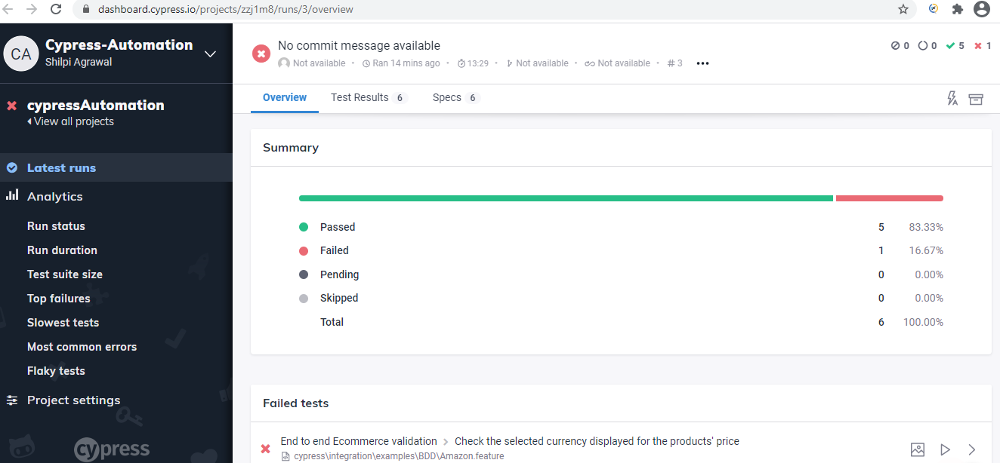 dashboard.cypress.io/projects/zzj1m8/runs/3/overview
CA
Cypress-Automation
Shilpi Agrawal
cypressAutomation
View all projects
Latest runs
Analytics
Run status
Run duration
Test suite size
Top failures
Slowest tests
Most common errors
Flaky tests
Project settings
cypress
No commit message available
0 0 5 1
Not available • Ran 14 mins ago • 13:29 • Not available • Not available • # 3
Overview Test Results 6 Specs 6
Summary
Passed 5 83.33%
Failed 1 16.67%
Pending 0 0.00%
Skipped 0 0.00%
Total 6 100.00%
Failed tests
End to end Ecommerce validation > Check the selected currency displayed for the products' price
cypress\integration\examples\BDD\Amazon.feature